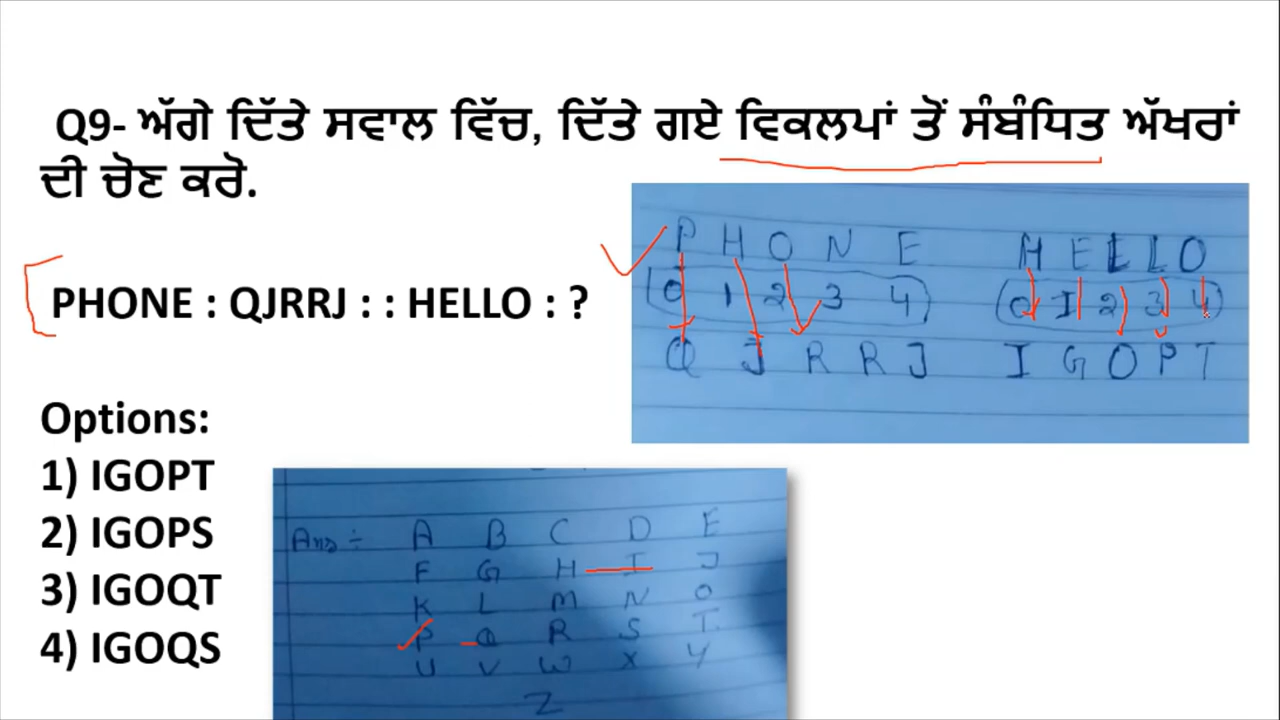 Q9- ਅੱਗੇ ਦਿੱਤੇ ਸਵਾਲ ਵਿੱਚ, ਦਿੱਤੇ ਗਏ ਵਿਕਲਪਾਂ ਤੋਂ ਸੰਬੰਧਿਤ ਅੱਖਰਾਂ
ਦੀ ਚੋਣ ਕਰੋ.
P H O N E H E L L O
0 1 2 3 4 0 1 2 3 4
Q J R R J I G O P T
PHONE : QJRRJ : : HELLO : ?
Options:
1) IGOPT
2) IGOPS
3) IGOQT
4) IGOQS
Ans :- A B C D E
F G H I J
K L M N O
P Q R S T
U V W X Y
Z